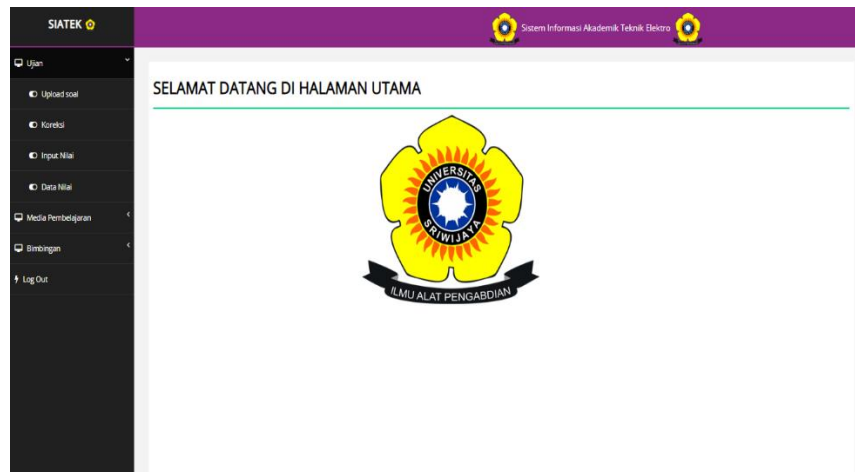 SIATEK
Sistem Informasi Akademik Teknik Elektro
Ujian
Upload soal
Koreksi
Input Nilai
Data Nilai
Media Pembelajaran
Bimbingan
Log Out
SELAMAT DATANG DI HALAMAN UTAMA
UNIVERSITAS
SRIWIJAYA
ILMU ALAT PENGABDIAN